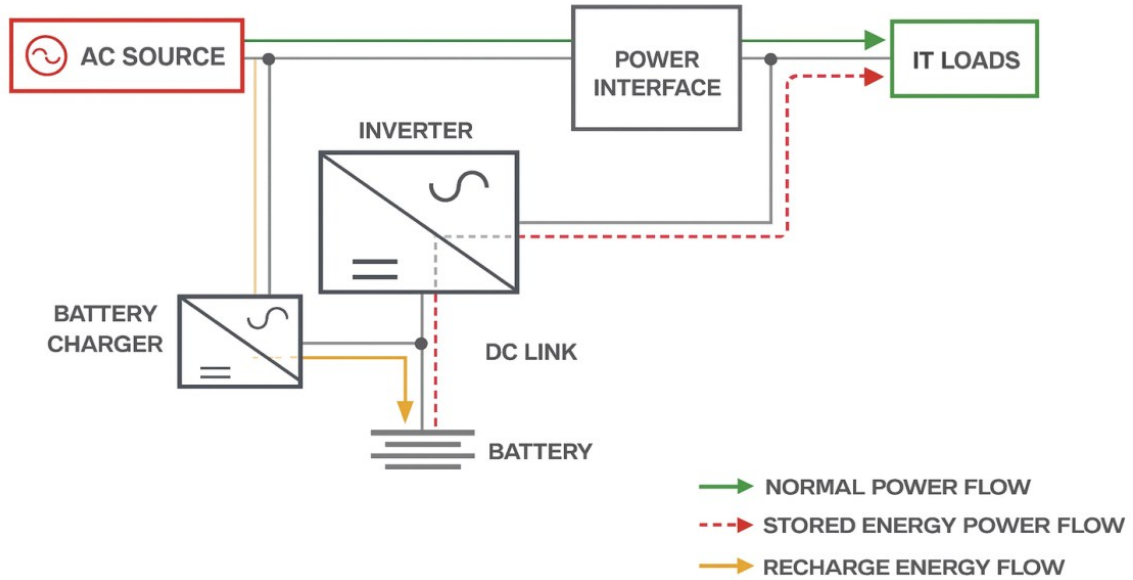 AC SOURCE
POWER
INTERFACE
IT LOADS
INVERTER
BATTERY
CHARGER
DC LINK
BATTERY
NORMAL POWER FLOW
STORED ENERGY POWER FLOW
RECHARGE ENERGY FLOW